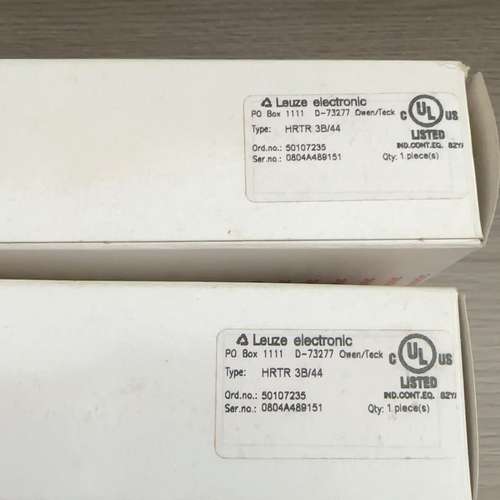 Leuze electronic
PO Box 1111 D-73277 Owen/Teck
Type: HRTR 3B/44
Ord.no.: 50107235
Ser.no.: 0804A489151
Qty: 1 piece(s)
C UL US
LISTED
IND.CONT.EQ. 82YJ
Leuze electronic
PO Box 1111 D-73277 Owen/Teck
Type: HRTR 3B/44
Ord.no.: 50107235
Ser.no.: 0804A489151
Qty: 1 piece(s)
C UL US
LISTED
IND.CONT.EQ. 82YJ